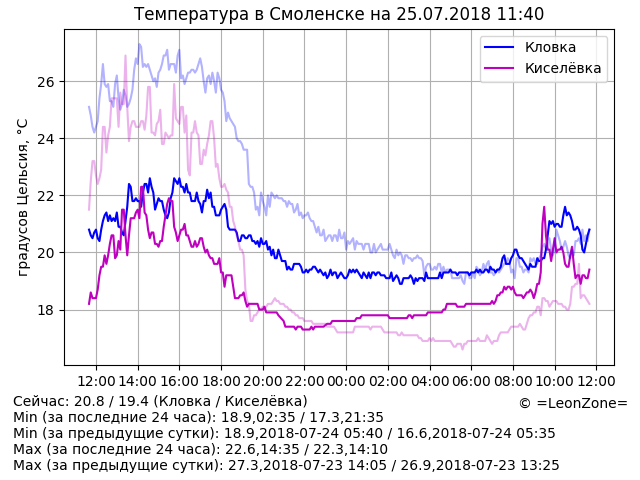 Температура в Смоленске на 25.07.2018 11:40
Кловка
Киселёвка
градусов Цельсия, °C
26
24
22
20
18
12:00 14:00 16:00 18:00 20:00 22:00 00:00 02:00 04:00 06:00 08:00 10:00 12:00
Сейчас: 20.8 / 19.4 (Кловка / Киселёвка)
© =LeonZone=
Min (за последние 24 часа): 18.9,02:35 / 17.3,21:35
Min (за предыдущие сутки): 18.9,2018-07-24 05:40 / 16.6,2018-07-24 05:35
Max (за последние 24 часа): 22.6,14:35 / 22.3,14:10
Max (за предыдущие сутки): 27.3,2018-07-23 14:05 / 26.9,2018-07-23 13:25